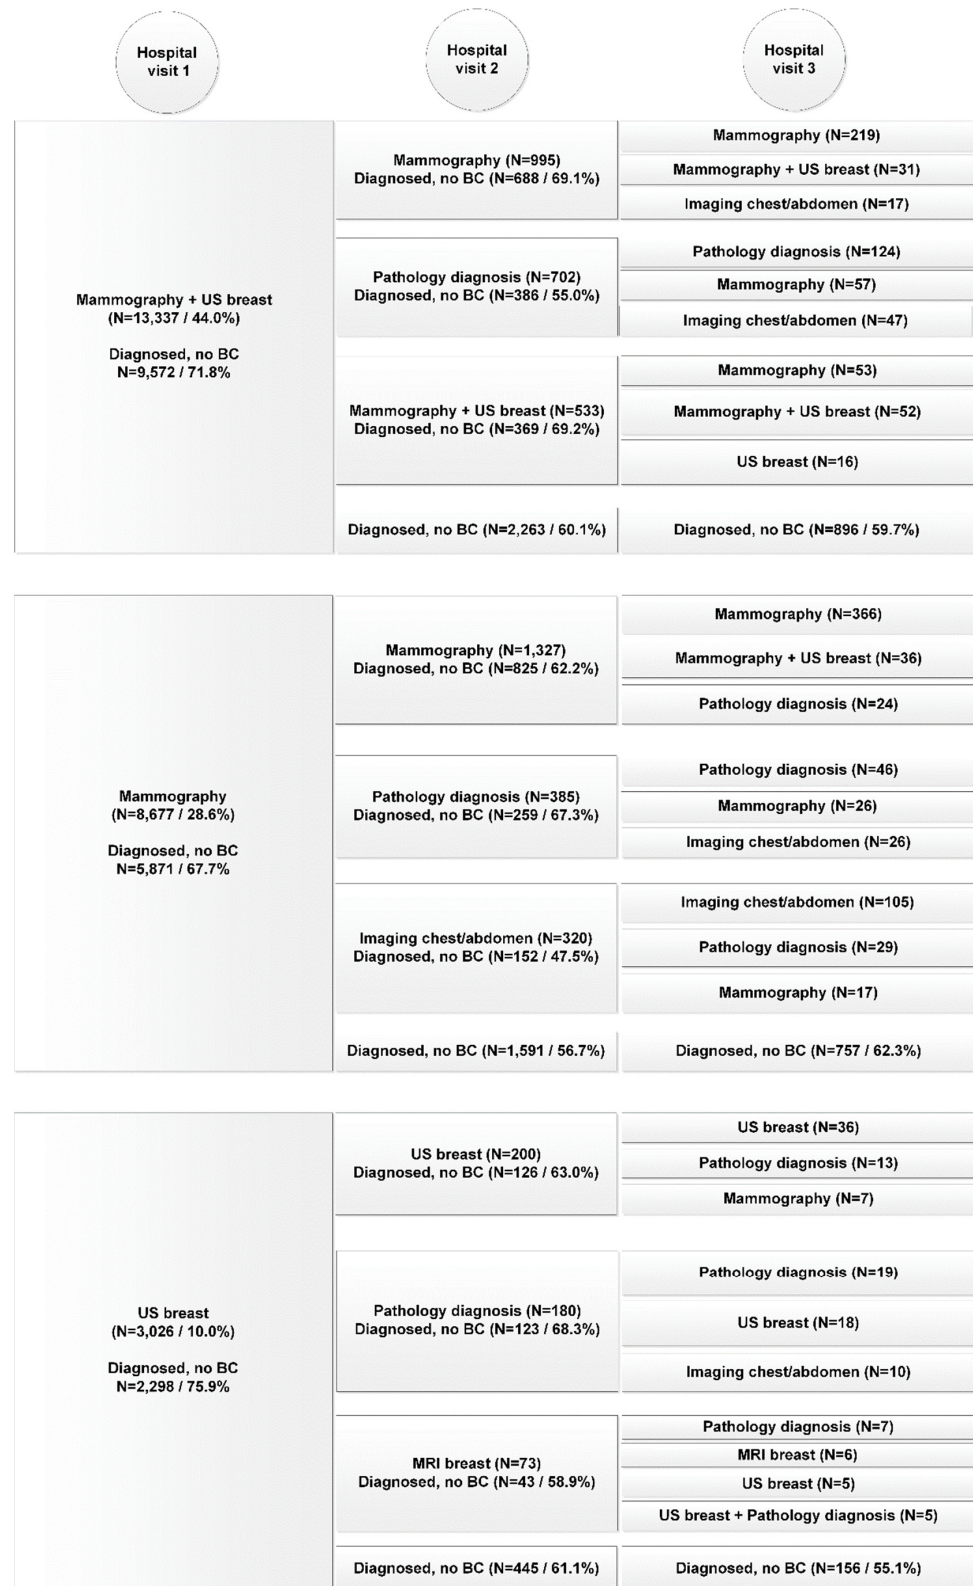 Hospital
visit 1
Hospital
visit 2
Hospital
visit 3
Mammography + US breast
(N=13,337 / 44.0%)
Diagnosed, no BC
N=9,572 / 71.8%
Mammography (N=995)
Diagnosed, no BC (N=688 / 69.1%)
Mammography (N=219)
Mammography + US breast (N=31)
Imaging chest/abdomen (N=17)
Pathology diagnosis (N=702)
Diagnosed, no BC (N=386 / 55.0%)
Pathology diagnosis (N=124)
Mammography (N=57)
Imaging chest/abdomen (N=47)
Mammography + US breast (N=533)
Diagnosed, no BC (N=369 / 69.2%)
Mammography (N=53)
Mammography + US breast (N=52)
US breast (N=16)
Diagnosed, no BC (N=2,263 / 60.1%)
Diagnosed, no BC (N=896 / 59.7%)
Mammography
(N=8,677 / 28.6%)
Diagnosed, no BC
N=5,871 / 67.7%
Mammography (N=1,327)
Diagnosed, no BC (N=825 / 62.2%)
Mammography (N=366)
Mammography + US breast (N=36)
Pathology diagnosis (N=24)
Pathology diagnosis (N=385)
Diagnosed, no BC (N=259 / 67.3%)
Pathology diagnosis (N=46)
Mammography (N=26)
Imaging chest/abdomen (N=26)
Imaging chest/abdomen (N=320)
Diagnosed, no BC (N=152 / 47.5%)
Imaging chest/abdomen (N=105)
Pathology diagnosis (N=29)
Mammography (N=17)
Diagnosed, no BC (N=1,591 / 56.7%)
Diagnosed, no BC (N=757 / 62.3%)
US breast
(N=3,026 / 10.0%)
Diagnosed, no BC
N=2,298 / 75.9%
US breast (N=200)
Diagnosed, no BC (N=126 / 63.0%)
US breast (N=36)
Pathology diagnosis (N=13)
Mammography (N=7)
Pathology diagnosis (N=180)
Diagnosed, no BC (N=123 / 68.3%)
Pathology diagnosis (N=19)
US breast (N=18)
Imaging chest/abdomen (N=10)
MRI breast (N=73)
Diagnosed, no BC (N=43 / 58.9%)
Pathology diagnosis (N=7)
MRI breast (N=6)
US breast (N=5)
US breast + Pathology diagnosis (N=5)
Diagnosed, no BC (N=445 / 61.1%)
Diagnosed, no BC (N=156 / 55.1%)